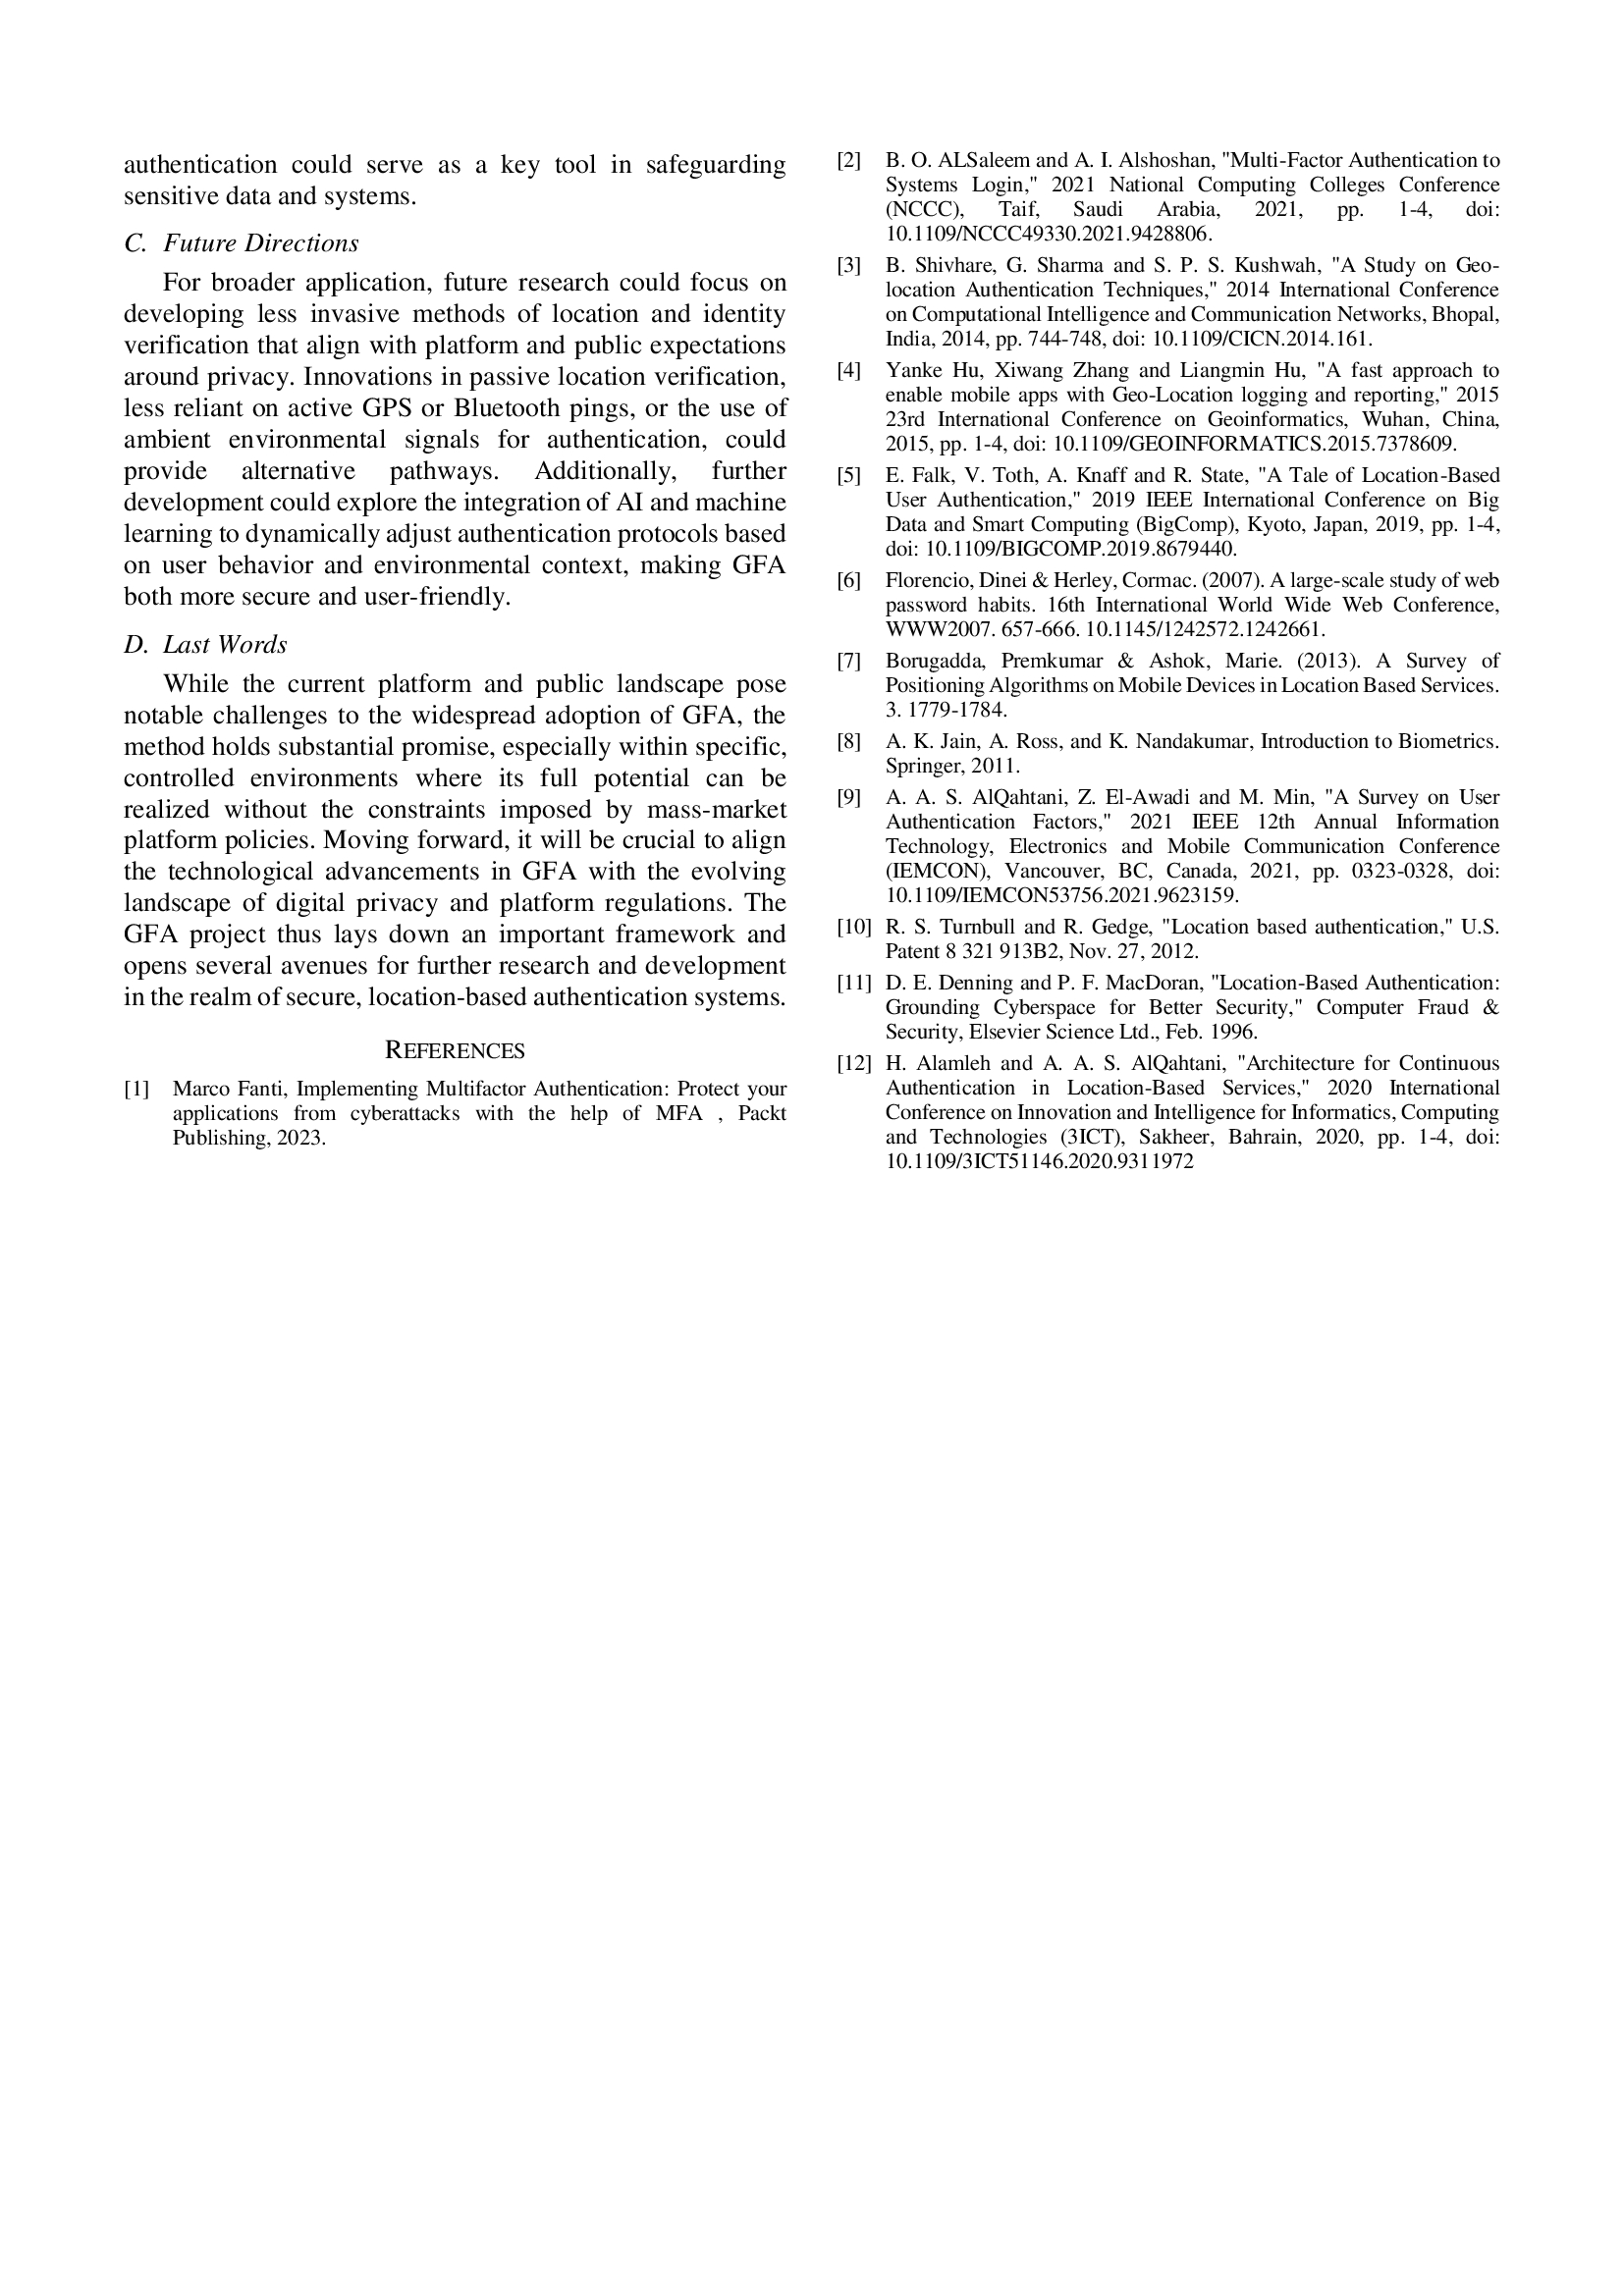 authentication could serve as a key tool in safeguarding
sensitive data and systems.
C. Future Directions
For broader application, future research could focus on
developing less invasive methods of location and identity
verification that align with platform and public expectations
around privacy. Innovations in passive location verification,
less reliant on active GPS or Bluetooth pings, or the use of
ambient environmental signals for authentication, could
provide alternative pathways. Additionally, further
development could explore the integration of AI and machine
learning to dynamically adjust authentication protocols based
on user behavior and environmental context, making GFA
both more secure and user-friendly.
D. Last Words
While the current platform and public landscape pose
notable challenges to the widespread adoption of GFA, the
method holds substantial promise, especially within specific,
controlled environments where its full potential can be
realized without the constraints imposed by mass-market
platform policies. Moving forward, it will be crucial to align
the technological advancements in GFA with the evolving
landscape of digital privacy and platform regulations. The
GFA project thus lays down an important framework and
opens several avenues for further research and development
in the realm of secure, location-based authentication systems.
REFERENCES
[1] Marco Fanti, Implementing Multifactor Authentication: Protect your
applications from cyberattacks with the help of MFA , Packt
Publishing, 2023.
[2] B. O. ALSaleem and A. I. Alshoshan, "Multi-Factor Authentication to
Systems Login," 2021 National Computing Colleges Conference
(NCCC), Taif, Saudi Arabia, 2021, pp. 1-4, doi:
10.1109/NCCC49330.2021.9428806.
[3] B. Shivhare, G. Sharma and S. P. S. Kushwah, "A Study on Geo-
location Authentication Techniques," 2014 International Conference
on Computational Intelligence and Communication Networks, Bhopal,
India, 2014, pp. 744-748, doi: 10.1109/CICN.2014.161.
[4] Yanke Hu, Xiwang Zhang and Liangmin Hu, "A fast approach to
enable mobile apps with Geo-Location logging and reporting," 2015
23rd International Conference on Geoinformatics, Wuhan, China,
2015, pp. 1-4, doi: 10.1109/GEOINFORMATICS.2015.7378609.
[5] E. Falk, V. Toth, A. Knaff and R. State, "A Tale of Location-Based
User Authentication," 2019 IEEE International Conference on Big
Data and Smart Computing (BigComp), Kyoto, Japan, 2019, pp. 1-4,
doi: 10.1109/BIGCOMP.2019.8679440.
[6] Florencio, Dinei & Herley, Cormac. (2007). A large-scale study of web
password habits. 16th International World Wide Web Conference,
WWW2007. 657-666. 10.1145/1242572.1242661.
[7] Borugadda, Premkumar & Ashok, Marie. (2013). A Survey of
Positioning Algorithms on Mobile Devices in Location Based Services.
3. 1779-1784.
[8] A. K. Jain, A. Ross, and K. Nandakumar, Introduction to Biometrics.
Springer, 2011.
[9] A. A. S. AlQahtani, Z. El-Awadi and M. Min, "A Survey on User
Authentication Factors," 2021 IEEE 12th Annual Information
Technology, Electronics and Mobile Communication Conference
(IEMCON), Vancouver, BC, Canada, 2021, pp. 0323-0328, doi:
10.1109/IEMCON53756.2021.9623159.
[10] R. S. Turnbull and R. Gedge, "Location based authentication," U.S.
Patent 8 321 913B2, Nov. 27, 2012.
[11] D. E. Denning and P. F. MacDoran, "Location-Based Authentication:
Grounding Cyberspace for Better Security," Computer Fraud &
Security, Elsevier Science Ltd., Feb. 1996.
[12] H. Alamleh and A. A. S. AlQahtani, "Architecture for Continuous
Authentication in Location-Based Services," 2020 International
Conference on Innovation and Intelligence for Informatics, Computing
and Technologies (3ICT), Sakheer, Bahrain, 2020, pp. 1-4, doi:
10.1109/3ICT51146.2020.9311972